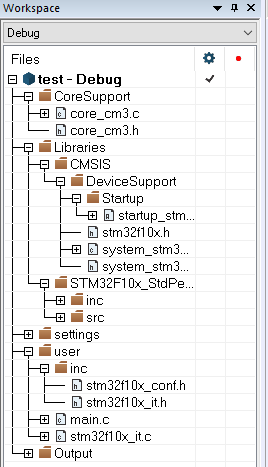 Workspace
Debug
Files
test - Debug
CoreSupport
core_cm3.c
core_cm3.h
Libraries
CMSIS
DeviceSupport
Startup
startup_stm...
stm32f10x.h
system_stm3...
system_stm3...
STM32F10x_StdPe...
inc
src
settings
user
inc
stm32f10x_conf.h
stm32f10x_it.h
main.c
stm32f10x_it.c
Output